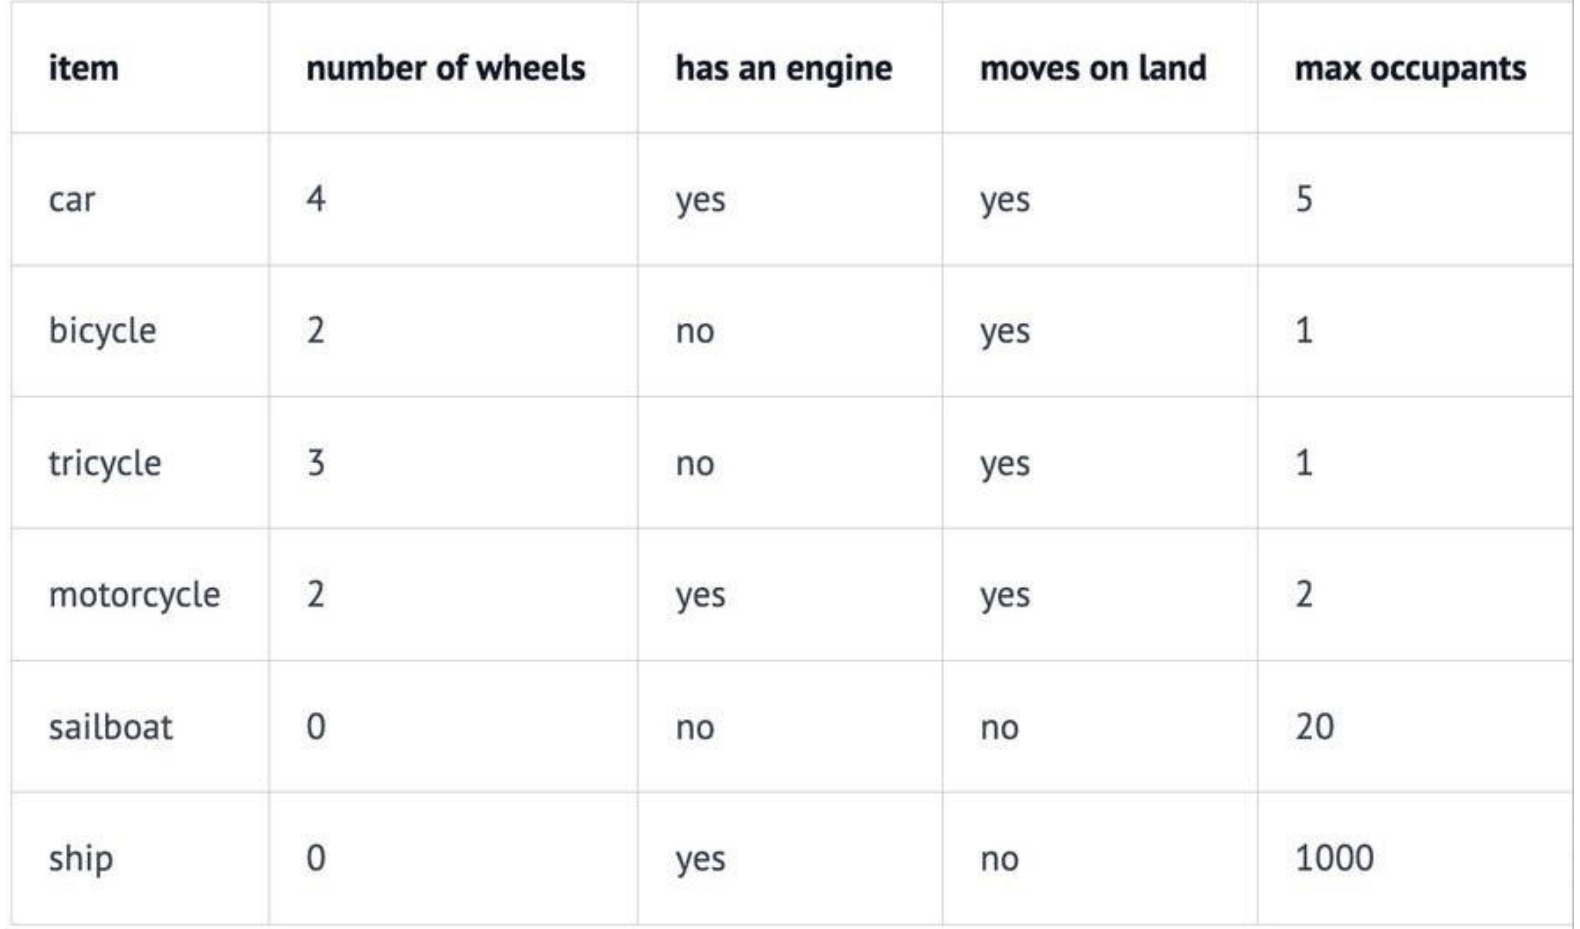 item number of wheels has an engine moves on land max occupants
car 4 yes yes 5
bicycle 2 no yes 1
tricycle 3 no yes 1
motorcycle 2 yes yes 2
sailboat 0 no no 20
ship 0 yes no 1000